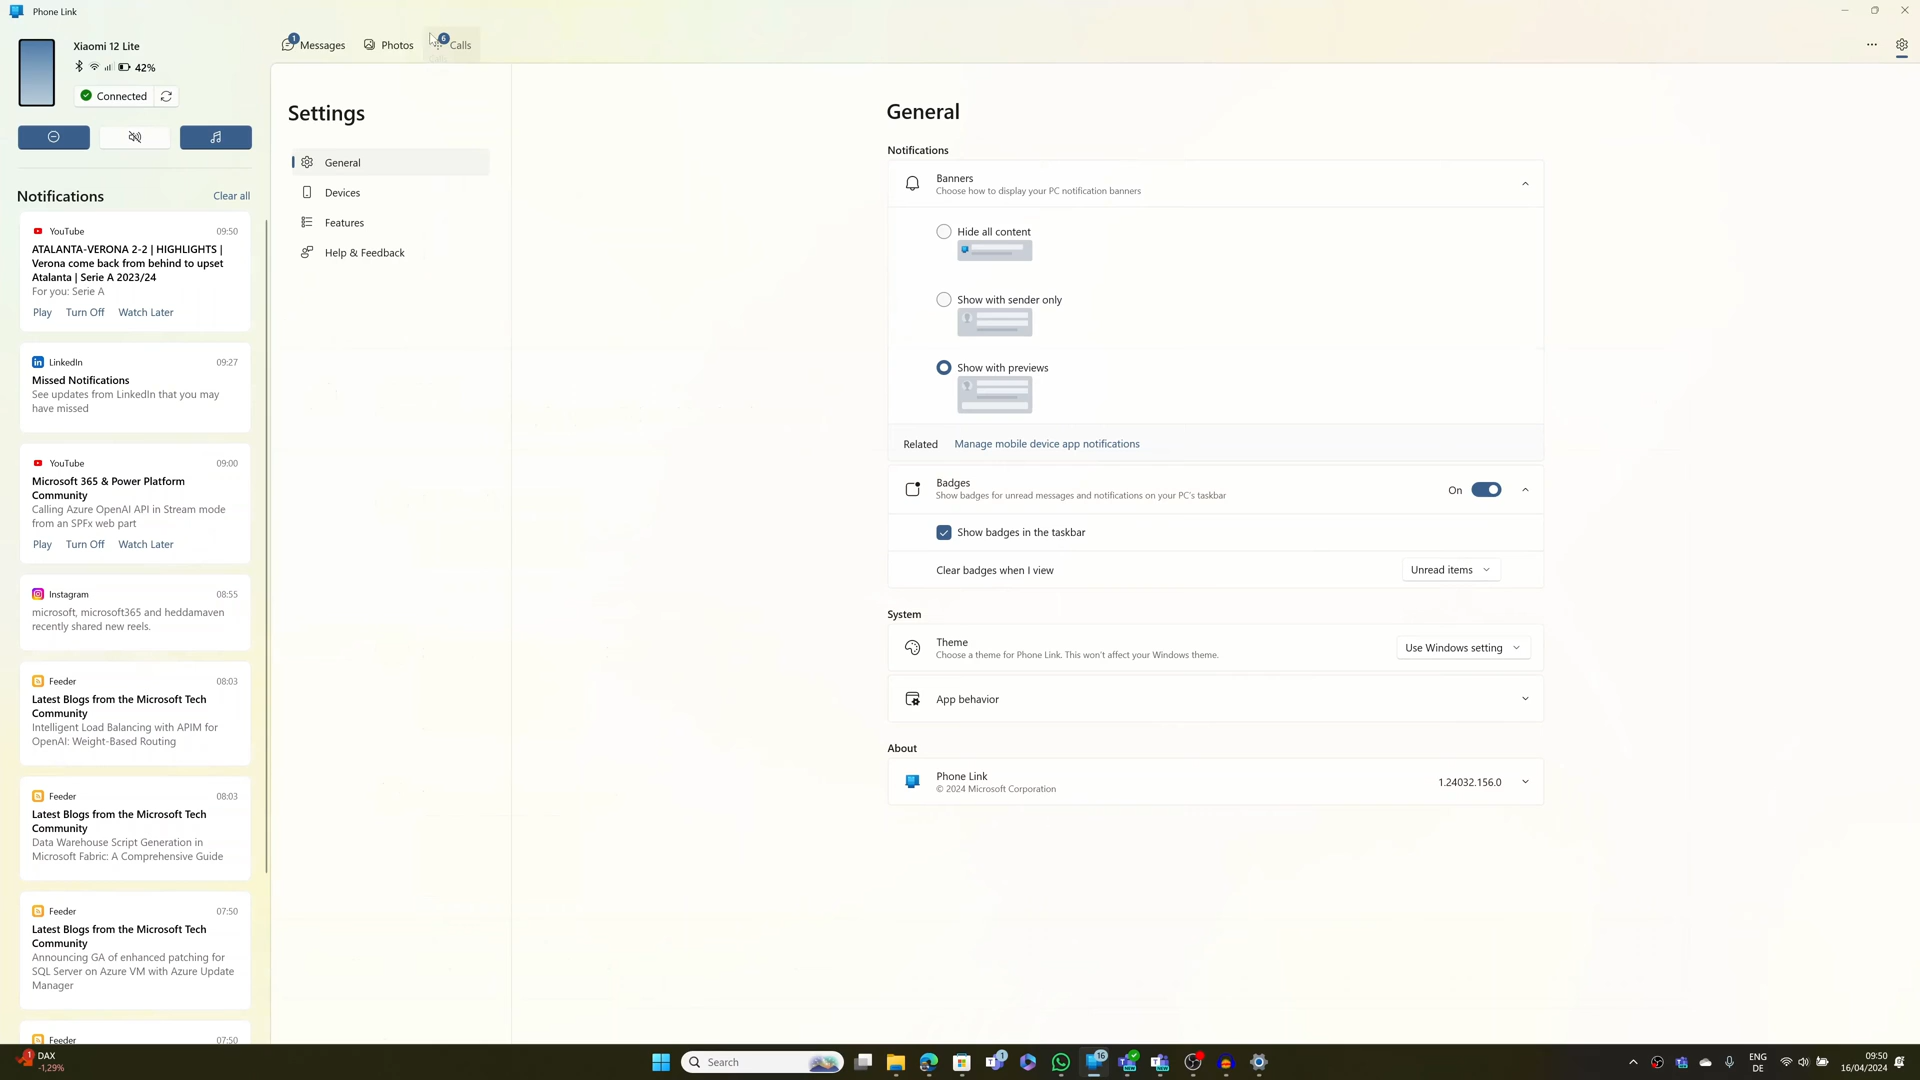 Phone Link
Xiaomi 12 Lite
42%
Connected
1 Messages Photos 6 Calls
Notifications Clear all
YouTube 09:50
ATALANTA-VERONA 2-2 | HIGHLIGHTS |
Verona come back from behind to upset
Atalanta | Serie A 2023/24
For you: Serie A
Play Turn Off Watch Later
LinkedIn 09:27
Missed Notifications
See updates from LinkedIn that you may
have missed
YouTube 09:00
Microsoft 365 & Power Platform
Community
Calling Azure OpenAI API in Stream mode
from an SPFx web part
Play Turn Off Watch Later
Instagram 08:55
microsoft, microsoft365 and heddamaven
recently shared new reels.
Feeder 08:03
Latest Blogs from the Microsoft Tech
Community
Intelligent Load Balancing with APIM for
OpenAI: Weight-Based Routing
Feeder 08:03
Latest Blogs from the Microsoft Tech
Community
Data Warehouse Script Generation in
Microsoft Fabric: A Comprehensive Guide
Feeder 07:50
Latest Blogs from the Microsoft Tech
Community
Announcing GA of enhanced patching for
SQL Server on Azure VM with Azure Update
Manager
Feeder 07:50
Settings
General
Devices
Features
Help & Feedback
General
Notifications
Banners
Choose how to display your PC notification banners
Hide all content
Show with sender only
Show with previews
Related Manage mobile device app notifications
Badges
Show badges for unread messages and notifications on your PC's taskbar
On
Show badges in the taskbar
Clear badges when I view Unread items
System
Theme
Choose a theme for Phone Link. This won't affect your Windows theme.
Use Windows setting
App behavior
About
Phone Link
© 2024 Microsoft Corporation
1.24032.156.0
1 DAX
-1,29%
Search
1
16
ENG
DE
09:50
16/04/2024